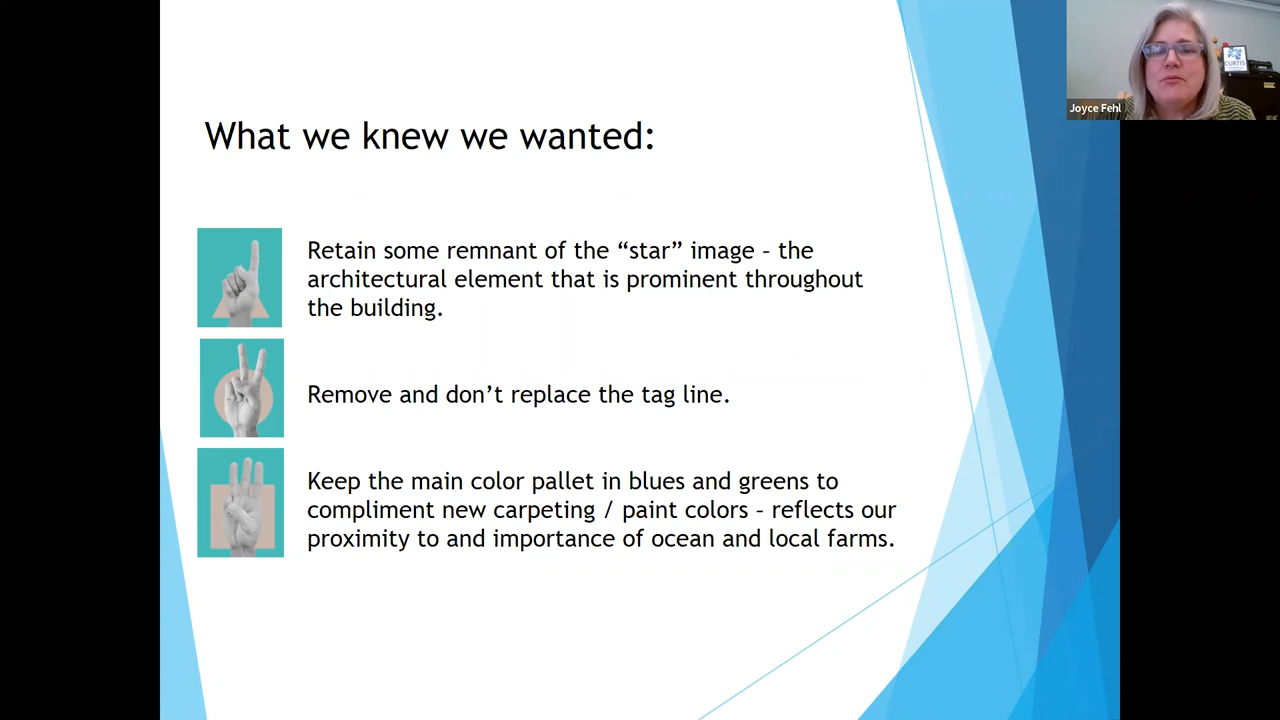 What we knew we wanted:
Retain some remnant of the “star” image – the
architectural element that is prominent throughout
the building.
Remove and don’t replace the tag line.
Keep the main color pallet in blues and greens to
compliment new carpeting / paint colors – reflects our
proximity to and importance of ocean and local farms.
CURTIS
Joyce Fehl